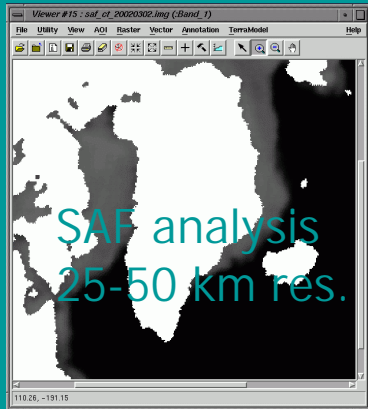 Viewer #15 : saf_ct_20020302.img (:Band_1)
File Utility View AOI Raster Vector Annotation TerraModel Help
SAF analysis
25-50 km res.
110.26, -191.15